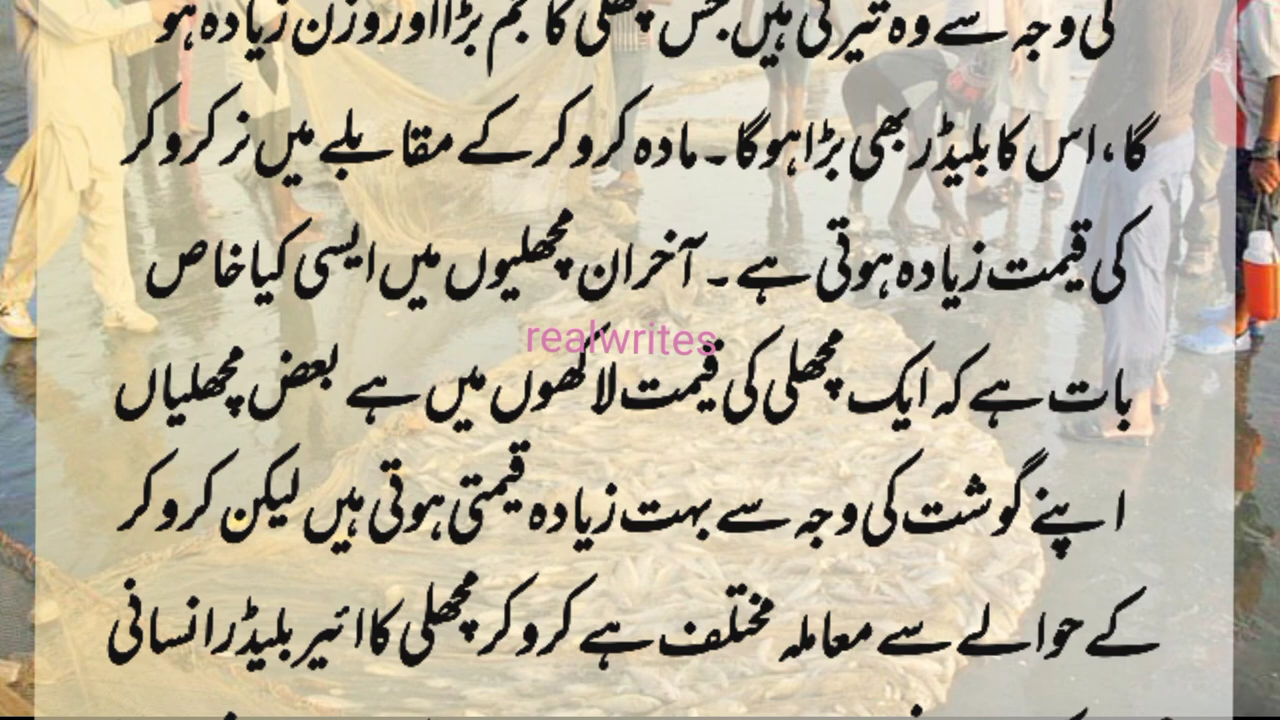 کی وجہ سے وہ تیرتی ہیں جس مچھلی کا حجم بڑا اور وزن زیادہ ہو
گا، اس کا بلیڈر بھی بڑا ہو گا۔ مادہ کروکر کے مقابلے میں نر کروکر
کی قیمت زیادہ ہوتی ہے۔ آخر ان مچھلیوں میں ایسی کیا خاص
realwrites
بات ہے کہ ایک مچھلی کی قیمت لاکھوں میں ہے بعض مچھلیاں
اپنے گوشت کی وجہ سے بہت زیادہ قیمتی ہوتی ہیں لیکن کروکر
کے حوالے سے معاملہ مختلف ہے کروکر مچھلی کا ائیر بلیڈر انسانی